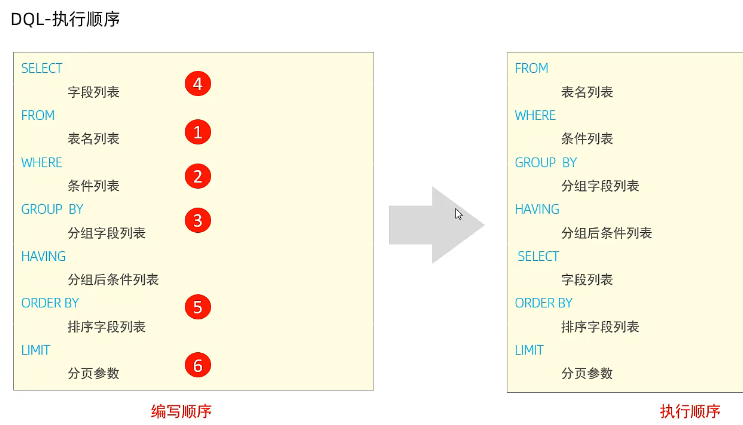 DQL-执行顺序
SELECT
4
字段列表
FROM
1
表名列表
WHERE
2
条件列表
GROUP BY
3
分组字段列表
HAVING
分组后条件列表
ORDER BY
5
排序字段列表
LIMIT
6
分页参数
编写顺序
FROM
表名列表
WHERE
条件列表
GROUP BY
分组字段列表
HAVING
分组后条件列表
SELECT
字段列表
ORDER BY
排序字段列表
LIMIT
分页参数
执行顺序